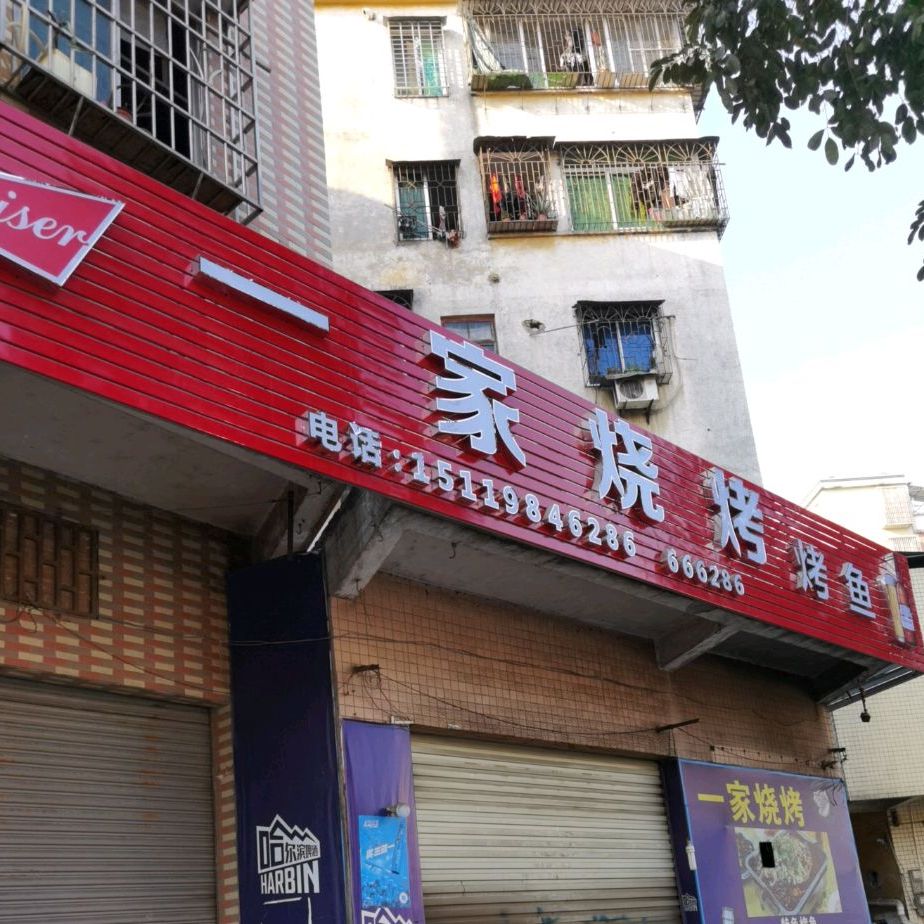 iser
一家烧烤 烤鱼
电话：15119846286 666286
哈尔滨啤酒
HARBIN
一家烧烤